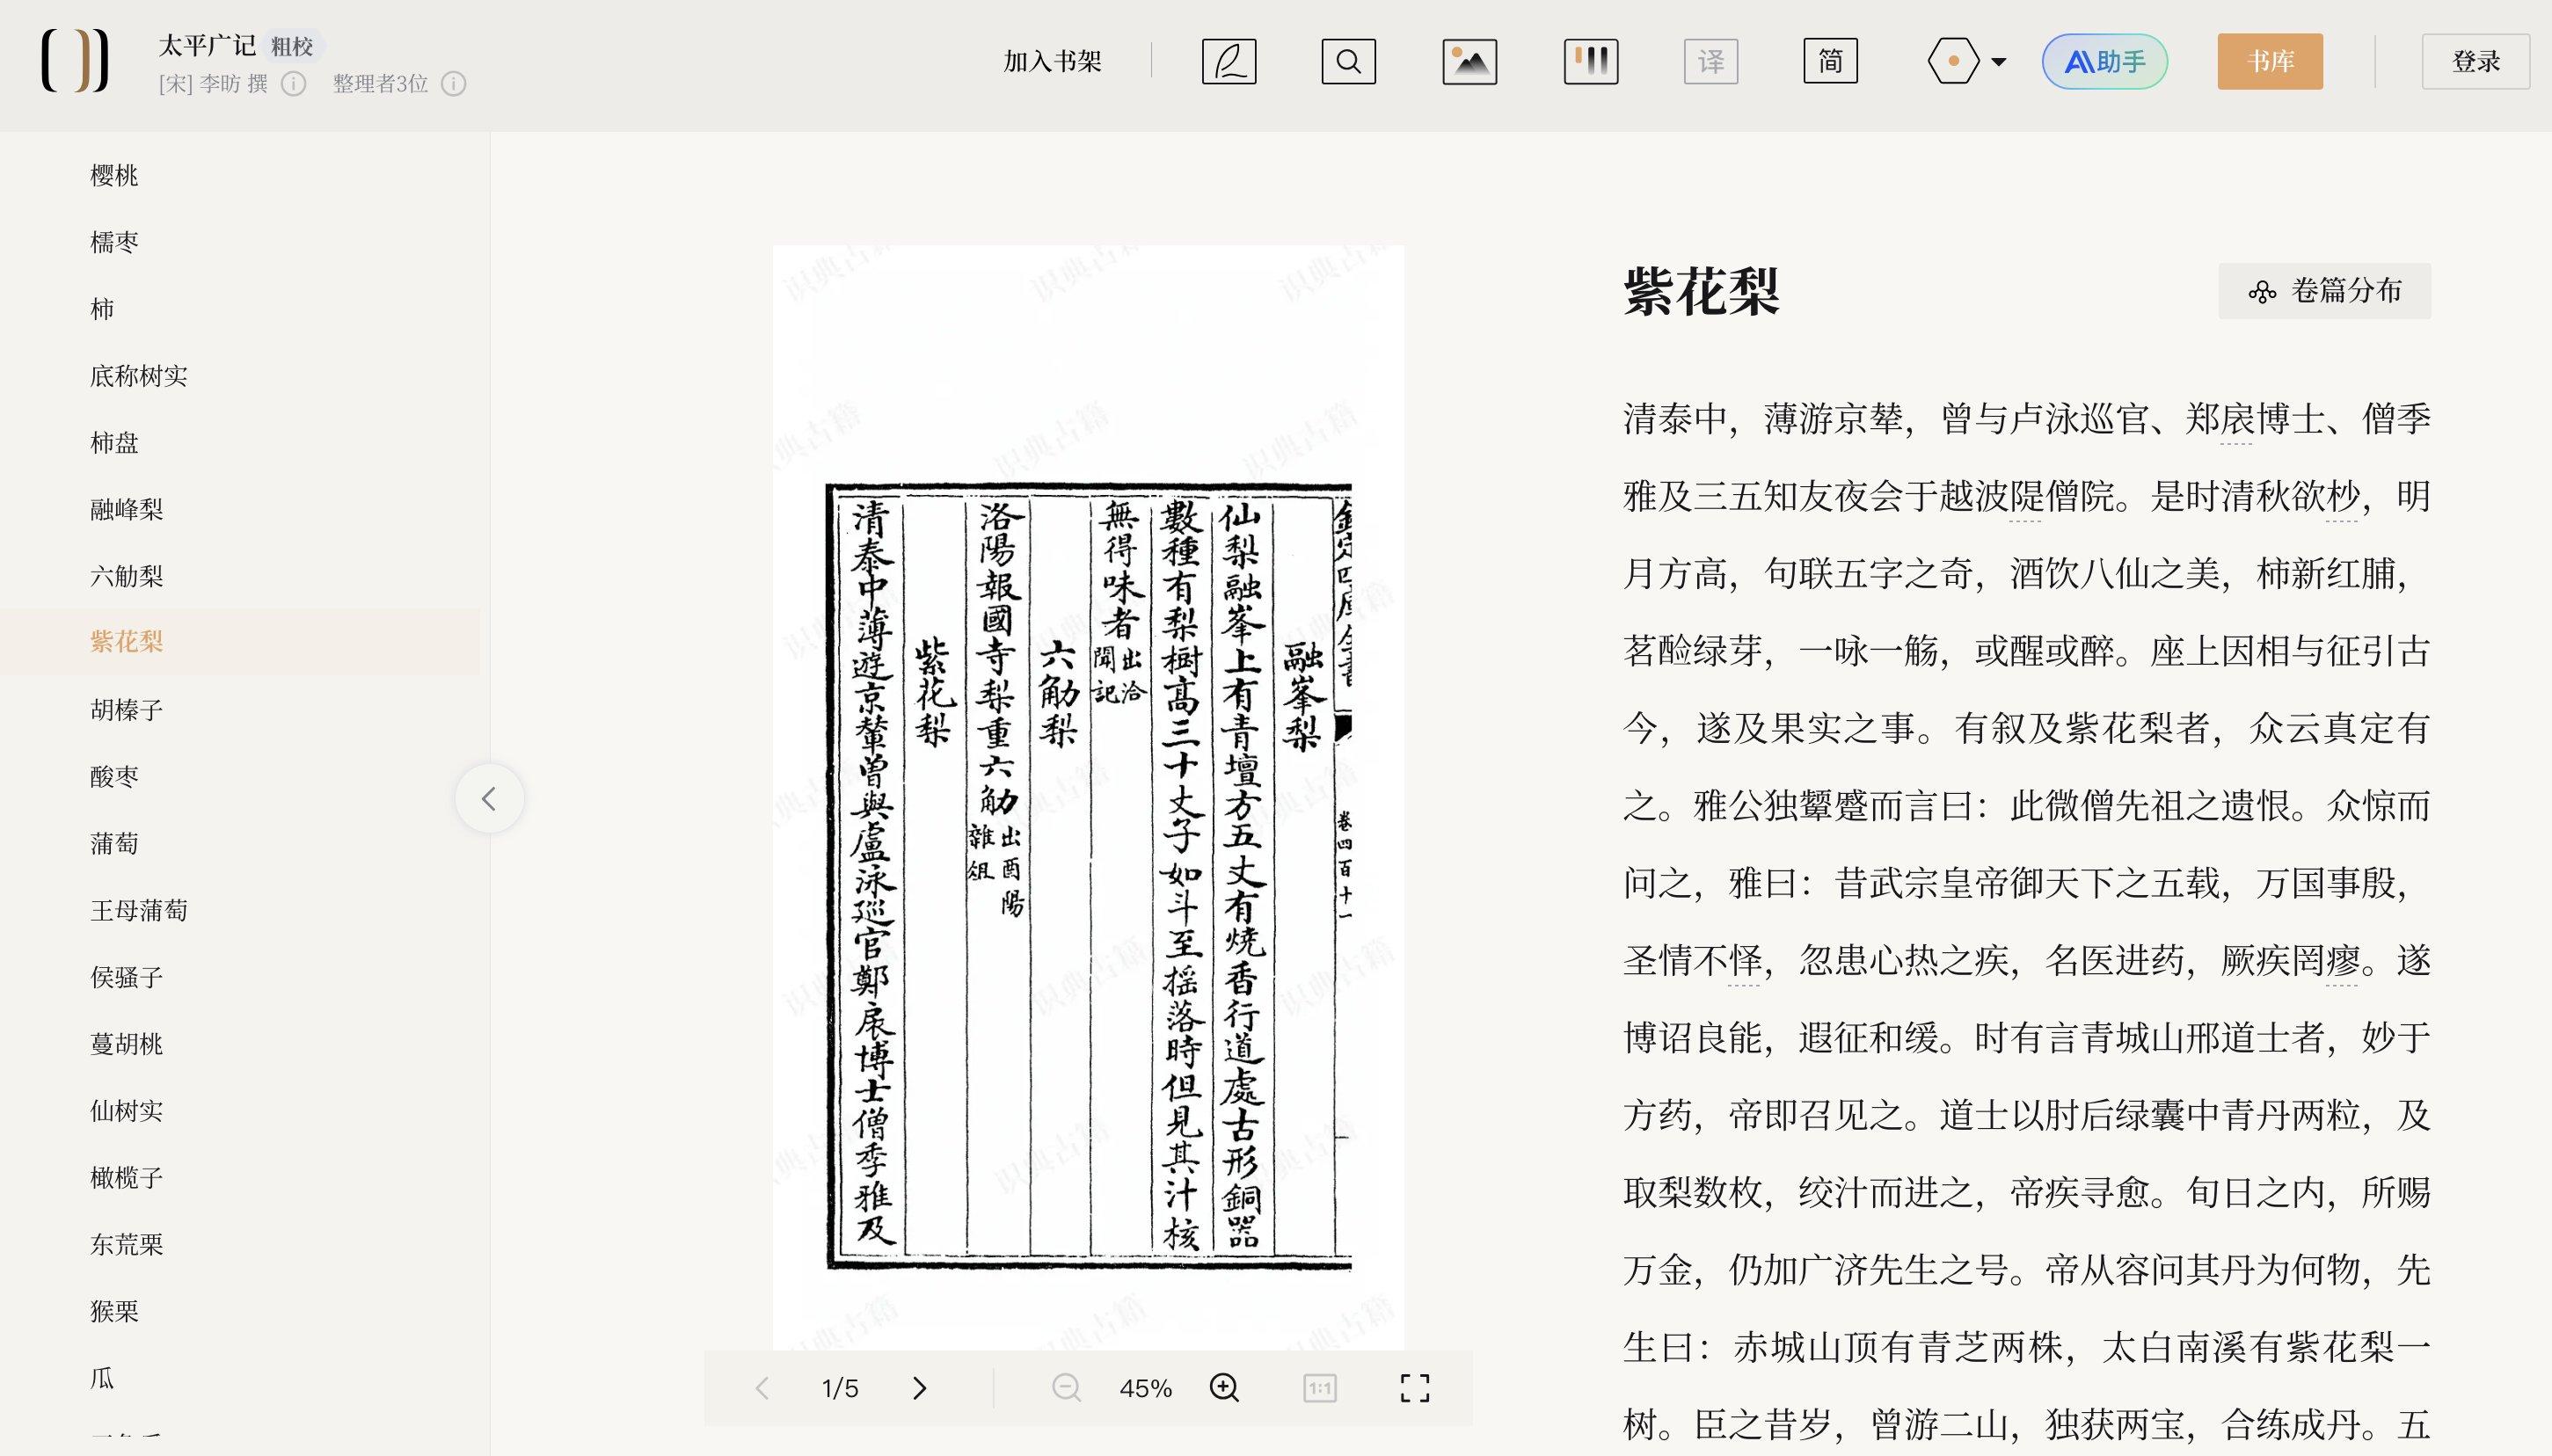 太平广记 粗校
[宋] 李昉 撰 整理者3位
加入书架
译
简
AI助手
书库
登录
樱桃
檽枣
柿
底称树实
柿盘
融峰梨
六觔梨
紫花梨
胡榛子
酸枣
蒲萄
王母蒲萄
侯骚子
蔓胡桃
仙树实
橄榄子
东荒栗
猴栗
瓜
卷四百十一
融峯梨
仙梨融峯上有青壇方五丈有燒香行道處古形銅器
數種有梨樹髙三十丈子如斗至摇落時但見其汁核
無得味者出洽聞記
六觔梨
洛陽報國寺梨重六觔出酉陽雜俎
紫花梨
清泰中薄遊京輦曽與盧泳廵官鄭扆博士僧季雅及
1/5
45%
1:1
紫花梨
卷篇分布
清泰中，薄游京辇，曾与卢泳巡官、郑扆博士、僧季
雅及三五知友夜会于越波隄僧院。是时清秋欲杪，明
月方高，句联五字之奇，酒饮八仙之美，柿新红脯，
茗醶绿芽，一咏一觞，或醒或醉。座上因相与征引古
今，遂及果实之事。有叙及紫花梨者，众云真定有
之。雅公独颦蹙而言曰：此微僧先祖之遗恨。众惊而
问之，雅曰：昔武宗皇帝御天下之五载，万国事殷，
圣情不怿，忽患心热之疾，名医进药，厥疾罔瘳。遂
博诏良能，遐征和缓。时有言青城山邢道士者，妙于
方药，帝即召见之。道士以肘后绿囊中青丹两粒，及
取梨数枚，绞汁而进之，帝疾寻愈。旬日之内，所赐
万金，仍加广济先生之号。帝从容问其丹为何物，先
生曰：赤城山顶有青芝两株，太白南溪有紫花梨一
树。臣之昔岁，曾游二山，独获两宝，合练成丹。五